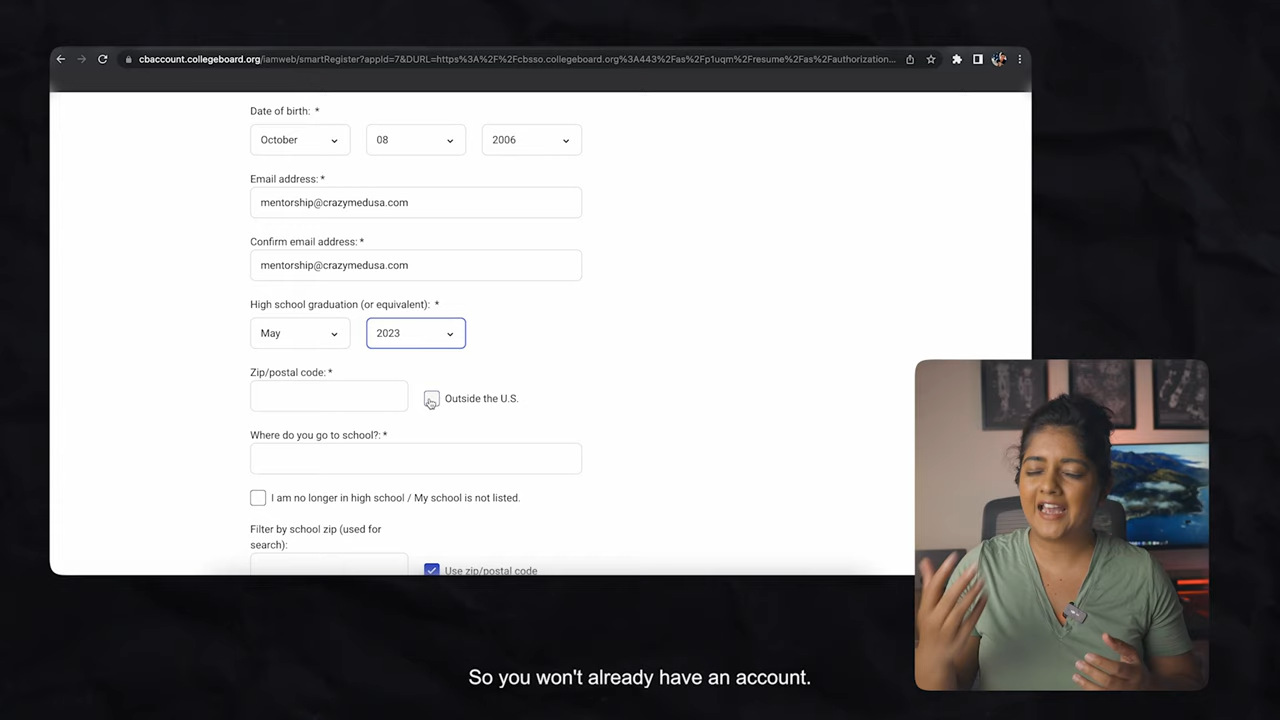 cbaccount.collegeboard.org/iamweb/smartRegister?appId=7&DURL=https%3A%2F%2Fcbsso.collegeboard.org%3A443%2Fas%2Fp1uqm%2Fresume%2Fas%2Fauthorization...
Date of birth: *
October 08 2006
Email address: *
mentorship@crazymedusa.com
Confirm email address: *
mentorship@crazymedusa.com
High school graduation (or equivalent): *
May 2023
Zip/postal code: *
Outside the U.S.
Where do you go to school?: *
I am no longer in high school / My school is not listed.
Filter by school zip (used for
search):
Use zip/postal code
So you won't already have an account.